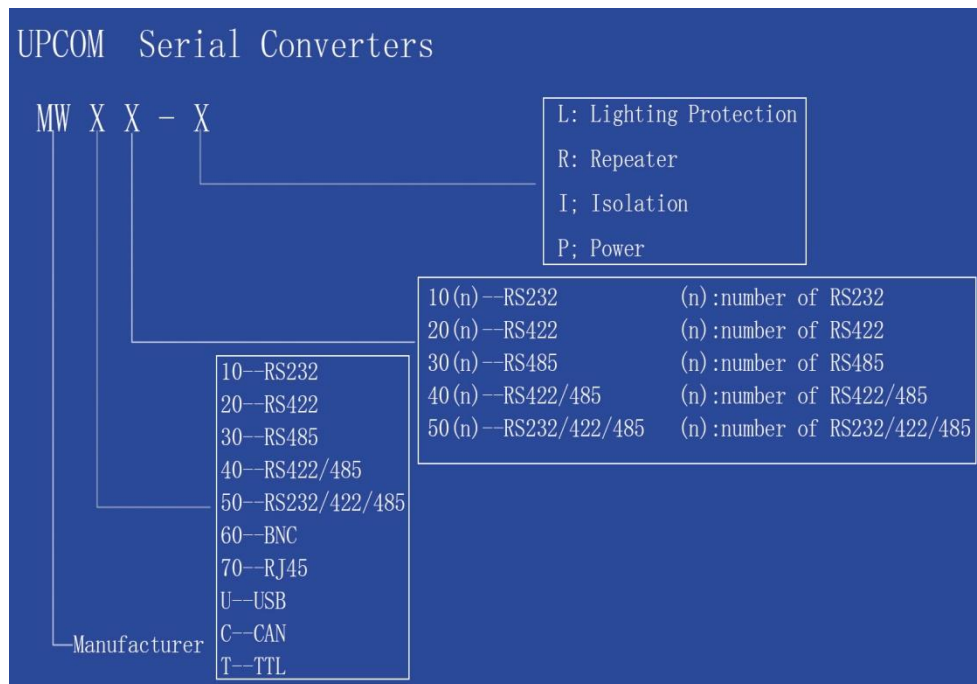 UPCOM Serial Converters
MW X X - X
L: Lighting Protection
R: Repeater
I; Isolation
P; Power
10(n)--RS232 (n):number of RS232
20(n)--RS422 (n):number of RS422
30(n)--RS485 (n):number of RS485
40(n)--RS422/485 (n):number of RS422/485
50(n)--RS232/422/485 (n):number of RS232/422/485
10--RS232
20--RS422
30--RS485
40--RS422/485
50--RS232/422/485
60--BNC
70--RJ45
U--USB
C--CAN
T--TTL
Manufacturer